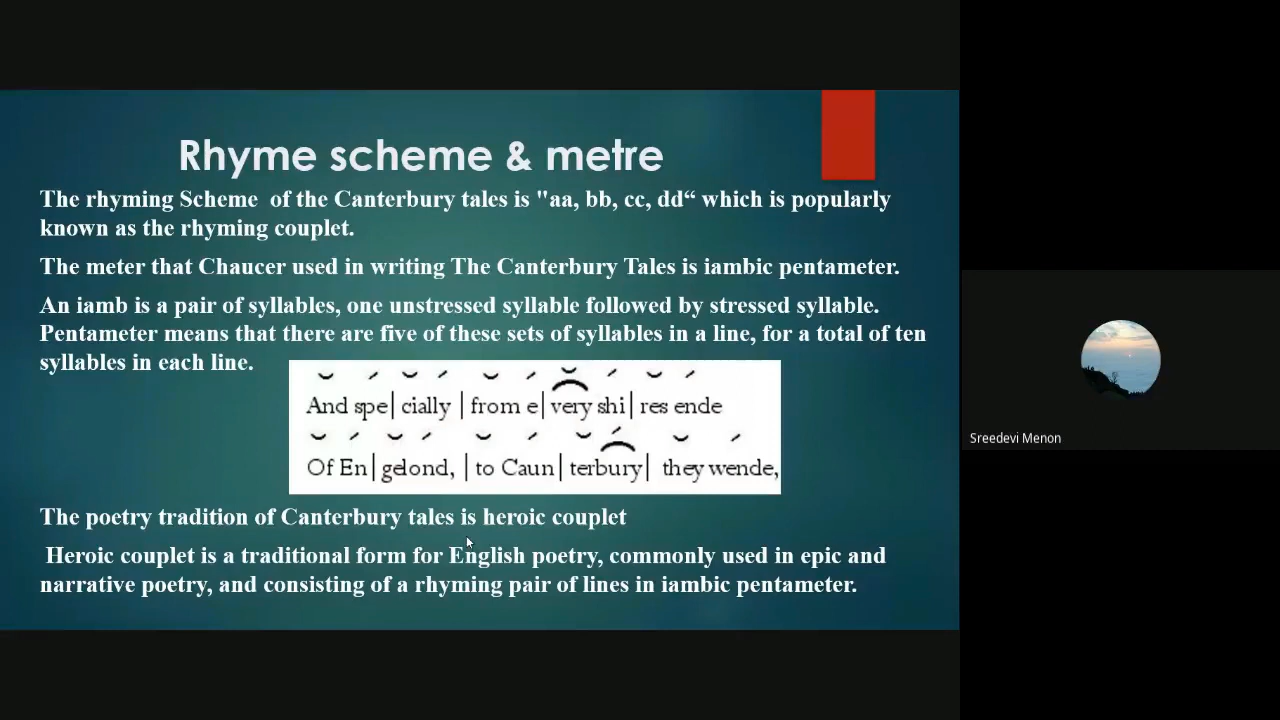 Rhyme scheme & metre
The rhyming Scheme of the Canterbury tales is "aa, bb, cc, dd“ which is popularly
known as the rhyming couplet.
The meter that Chaucer used in writing The Canterbury Tales is iambic pentameter.
An iamb is a pair of syllables, one unstressed syllable followed by stressed syllable.
Pentameter means that there are five of these sets of syllables in a line, for a total of ten
syllables in each line.
And spe| cially | from e| very shi | res ende
Of En | gelond, | to Caun | terbury | they wende,
The poetry tradition of Canterbury tales is heroic couplet
Heroic couplet is a traditional form for English poetry, commonly used in epic and
narrative poetry, and consisting of a rhyming pair of lines in iambic pentameter.
Sreedevi Menon